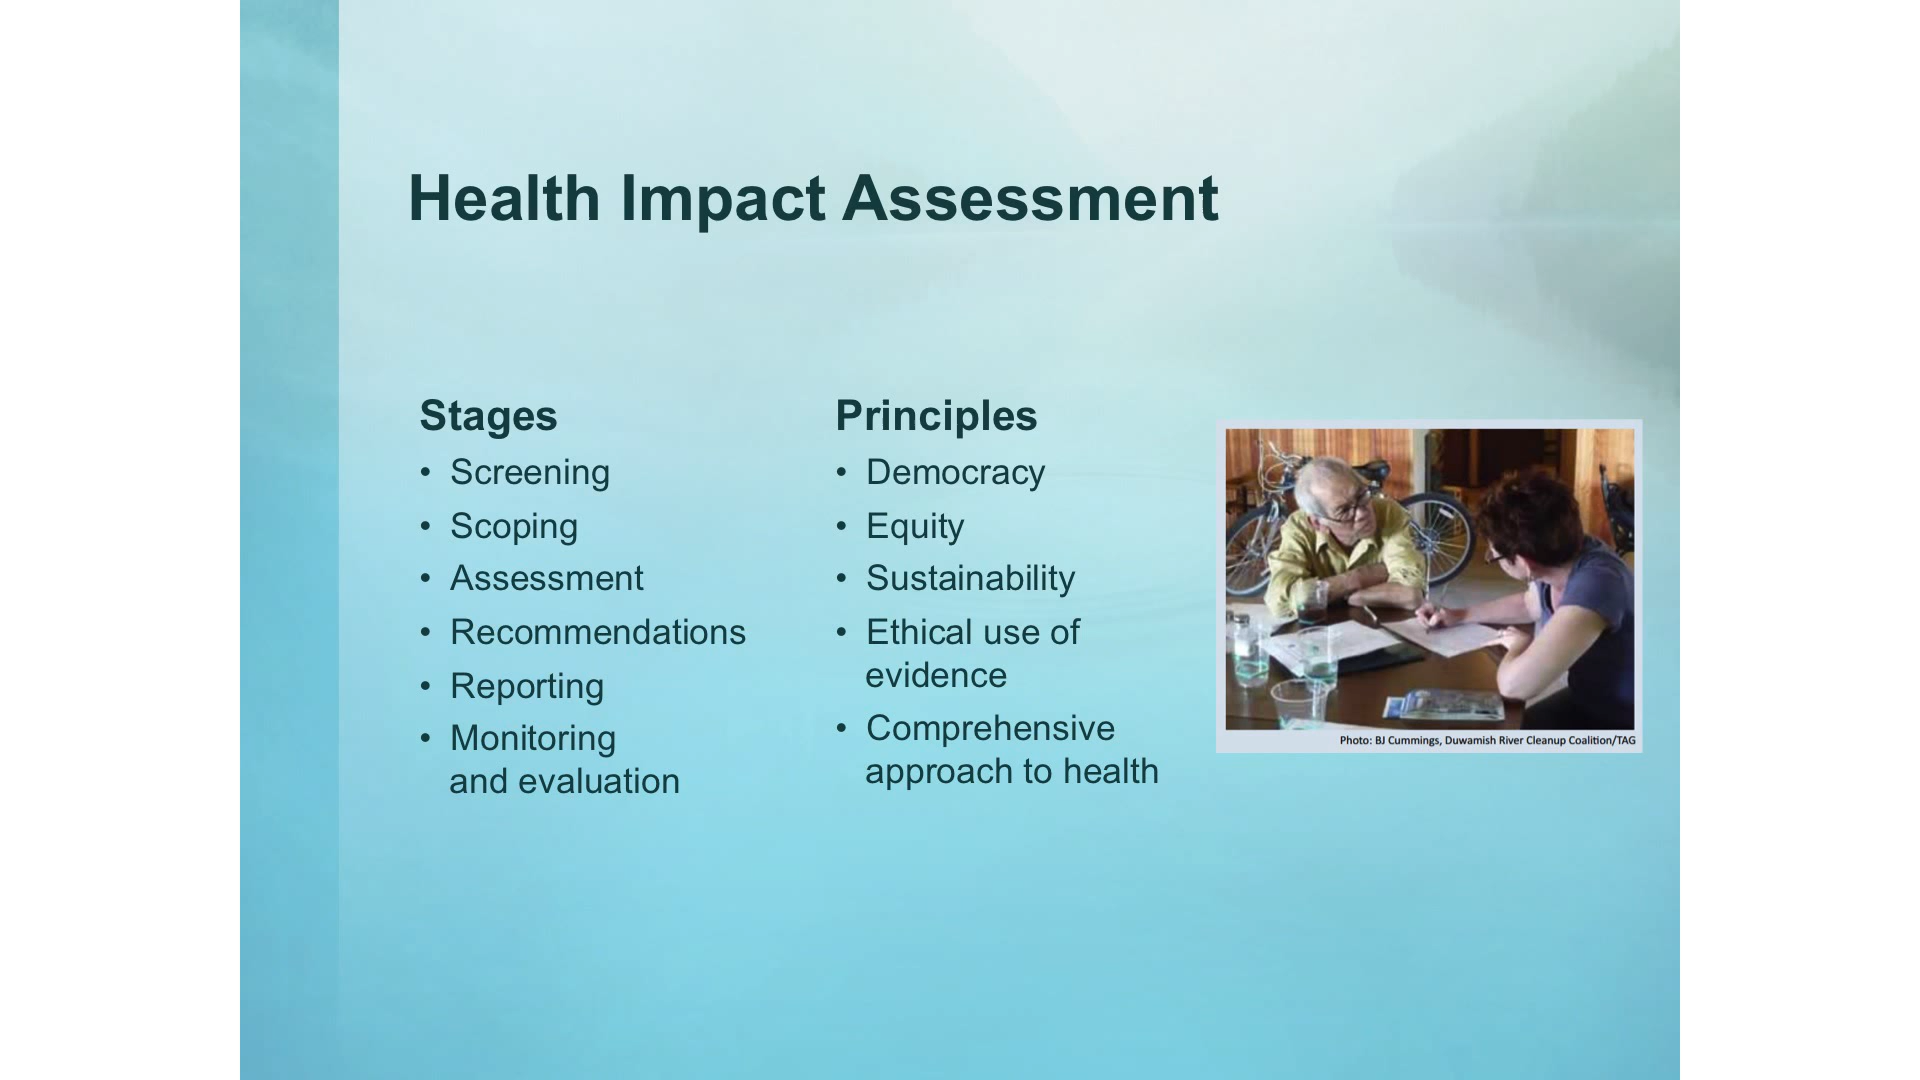 Health Impact Assessment
Stages
• Screening
• Scoping
• Assessment
• Recommendations
• Reporting
• Monitoring
and evaluation
Principles
• Democracy
• Equity
• Sustainability
• Ethical use of
evidence
• Comprehensive
approach to health
Photo: BJ Cummings, Duwamish River Cleanup Coalition/TAG